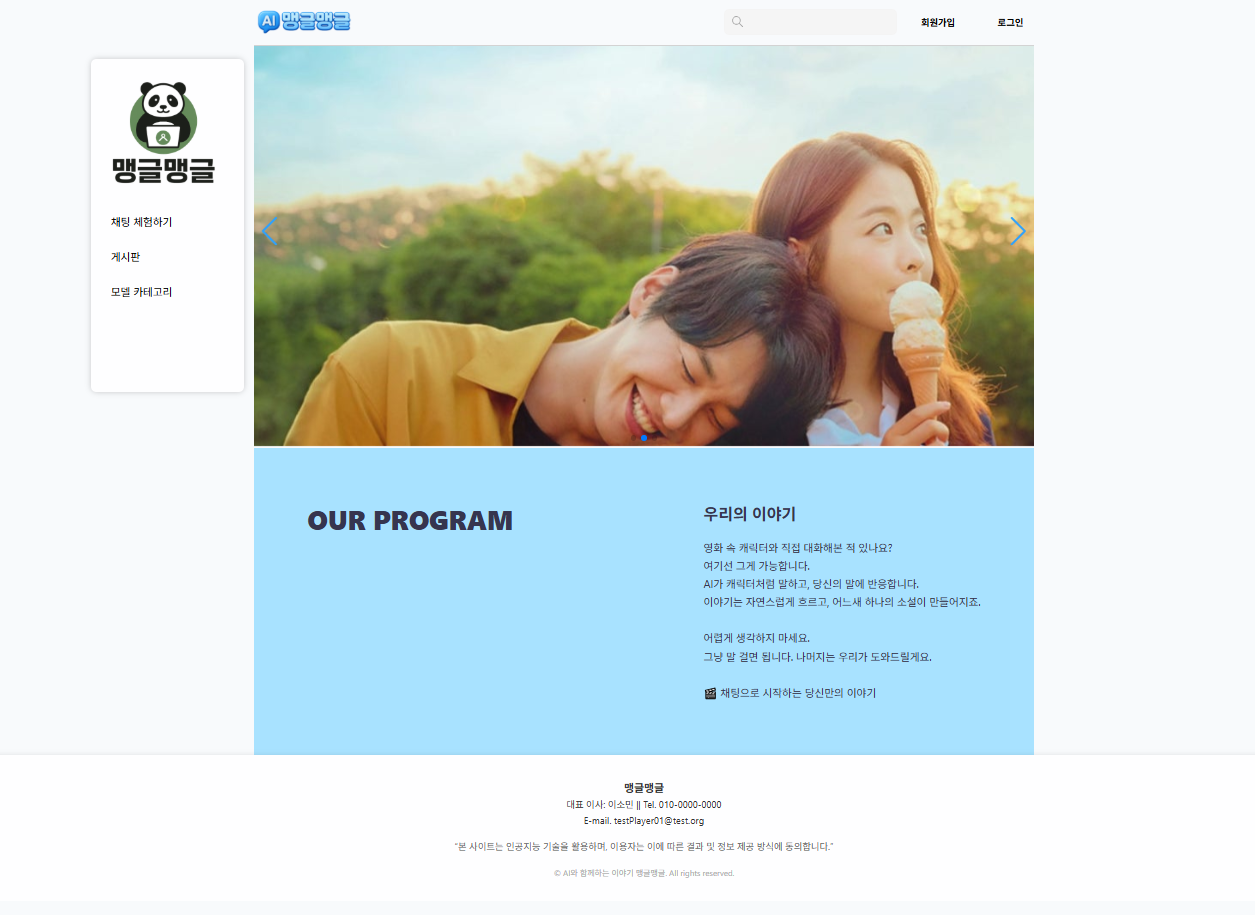 AI 맹글맹글
회원가입
로그인
맹글맹글
채팅 체험하기
게시판
모델 카테고리
OUR PROGRAM
우리의 이야기
영화 속 캐릭터와 직접 대화해본 적 있나요?
여기선 그게 가능합니다.
AI가 캐릭터처럼 말하고, 당신의 말에 반응합니다.
이야기는 자연스럽게 흐르고, 어느새 하나의 소설이 만들어지죠.
어렵게 생각하지 마세요.
그냥 말 걸면 됩니다. 나머지는 우리가 도와드릴게요.
🎬 채팅으로 시작하는 당신만의 이야기
맹글맹글
대표 이사: 이소민 || Tel. 010-0000-0000
E-mail. testPlayer01@test.org
"본 사이트는 인공지능 기술을 활용하며, 이용자는 이에 따른 결과 및 정보 제공 방식에 동의합니다."
© AI와 함께하는 이야기 맹글맹글. All rights reserved.